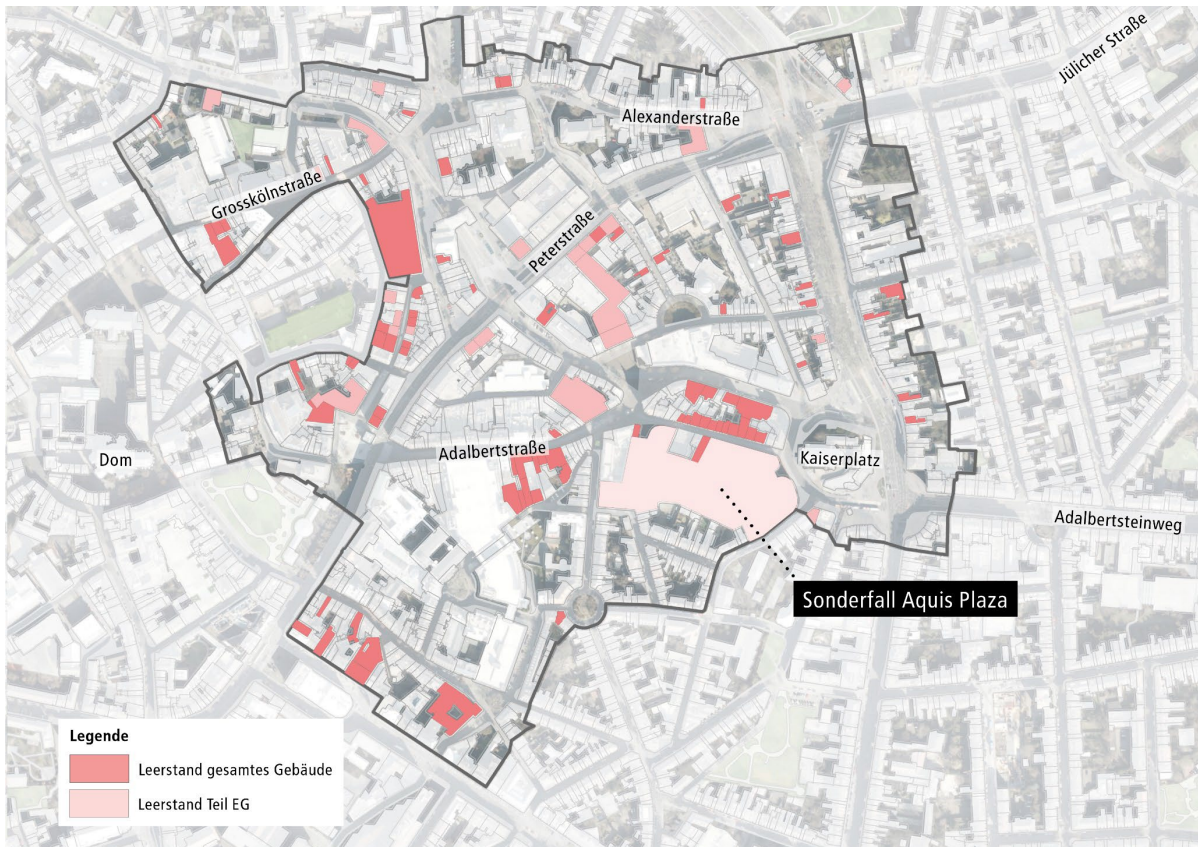 Jülicher Straße
Alexanderstraße
Grosskölnstraße
Peterstraße
Adalbertstraße
Dom
Kaiserplatz
Adalbertsteinweg
Sonderfall Aquis Plaza
Legende
Leerstand gesamtes Gebäude
Leerstand Teil EG